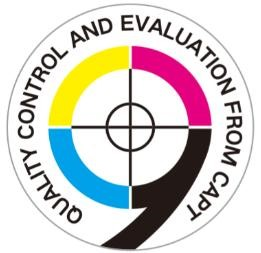 QUALITY CONTROL AND EVALUATION FROM CAPT